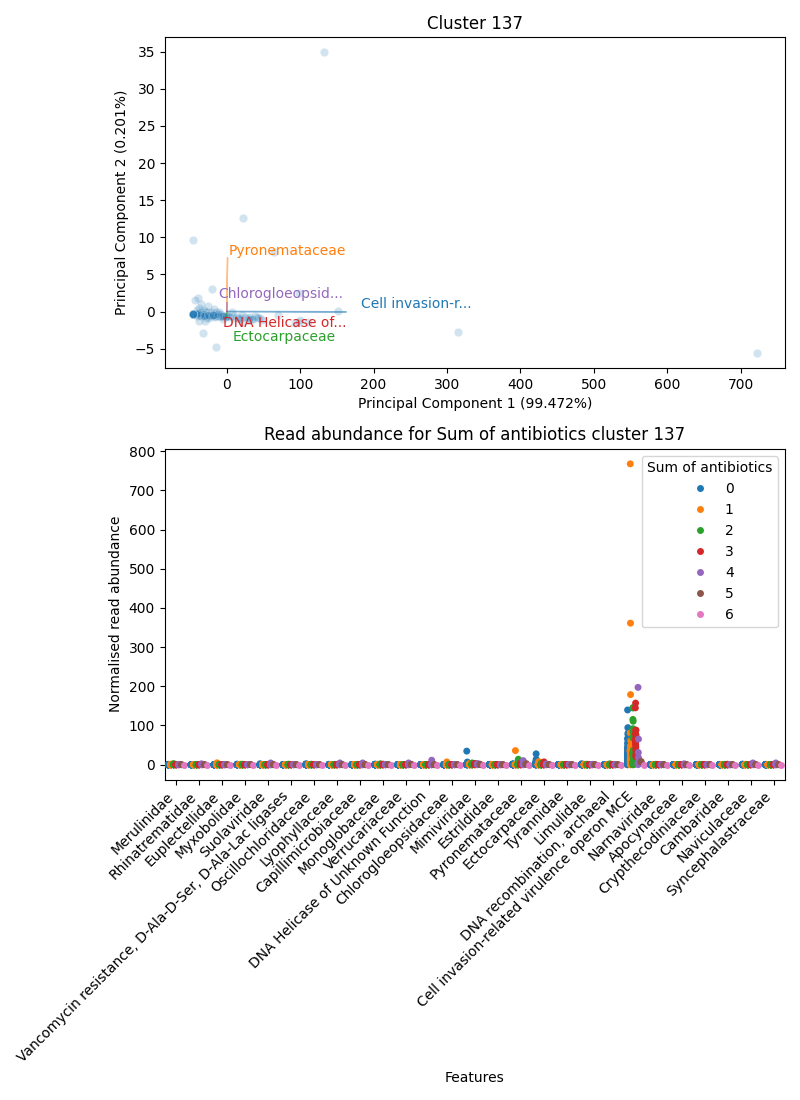 Cluster 137
Principal Component 2 (0.201%)
35
30
25
20
15
10
5
0
−5
Pyronemataceae
Chlorogloeopsid...
Cell invasion-r...
DNA Helicase of...
Ectocarpaceae
0
100
200
300
400
500
600
700
Principal Component 1 (99.472%)
Read abundance for Sum of antibiotics cluster 137
Normalised read abundance
800
700
600
500
400
300
200
100
0
Sum of antibiotics
0
1
2
3
4
5
6
Merulinidae
Rhinatrematidae
Euplectellidae
Myxobolidae
Suolaviridae
Vancomycin resistance, D-Ala-D-Ser, D-Ala-Lac ligases
Oscillochloridaceae
Lyophyllaceae
Capillimicrobiaceae
Monoglobaceae
Verrucariaceae
DNA Helicase of Unknown Function
Chlorogloeopsidaceae
Mimiviridae
Estrildidae
Pyronemataceae
Ectocarpaceae
Tyrannidae
Limulidae
DNA recombination, archaeal
Cell invasion-related virulence operon MCE
Narnaviridae
Apocynaceae
Crypthecodiniaceae
Cambaridae
Naviculaceae
Syncephalastraceae
Features